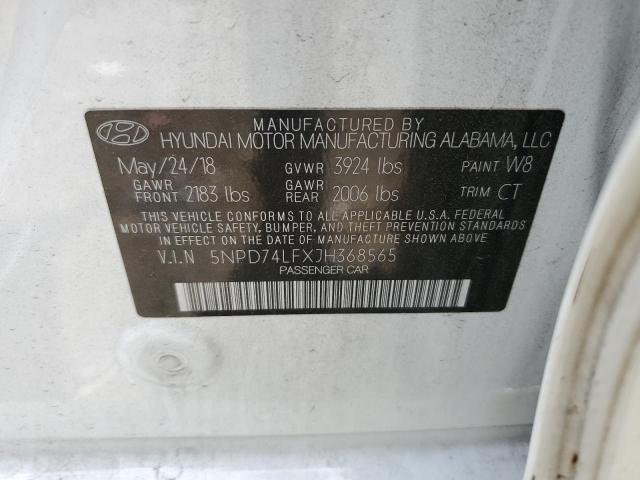 MANUFACTURED BY
HYUNDAI MOTOR MANUFACTURING ALABAMA, LLC
May/24/18 GVWR 3924 lbs PAINT W8
GAWR FRONT 2183 lbs GAWR REAR 2006 lbs TRIM CT
THIS VEHICLE CONFORMS TO ALL APPLICABLE U.S.A. FEDERAL
MOTOR VEHICLE SAFETY, BUMPER, AND THEFT PREVENTION STANDARDS
IN EFFECT ON THE DATE OF MANUFACTURE SHOWN ABOVE.
V.I.N 5NPD74LFXJH368565
PASSENGER CAR